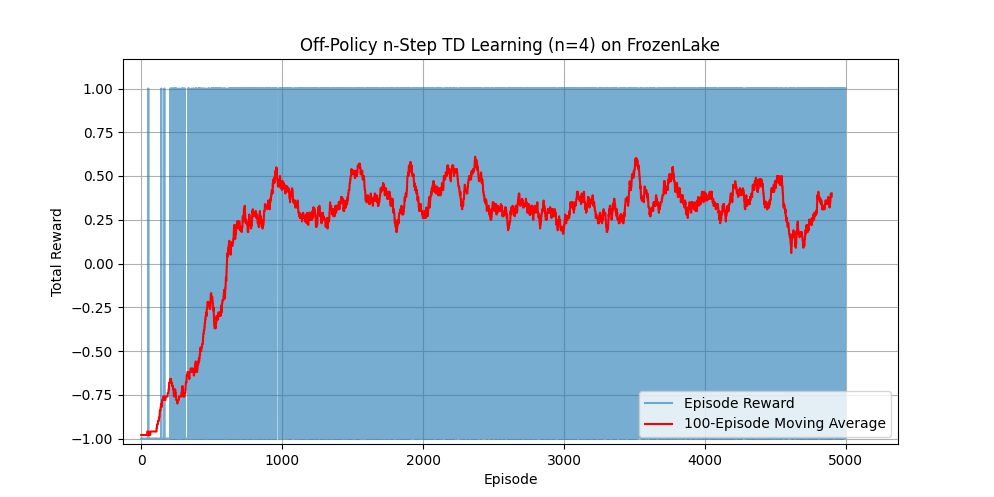 Off-Policy n-Step TD Learning (n=4) on FrozenLake
Total Reward
1.00
0.75
0.50
0.25
0.00
−0.25
−0.50
−0.75
−1.00
Episode Reward
100-Episode Moving Average
0 1000 2000 3000 4000 5000
Episode